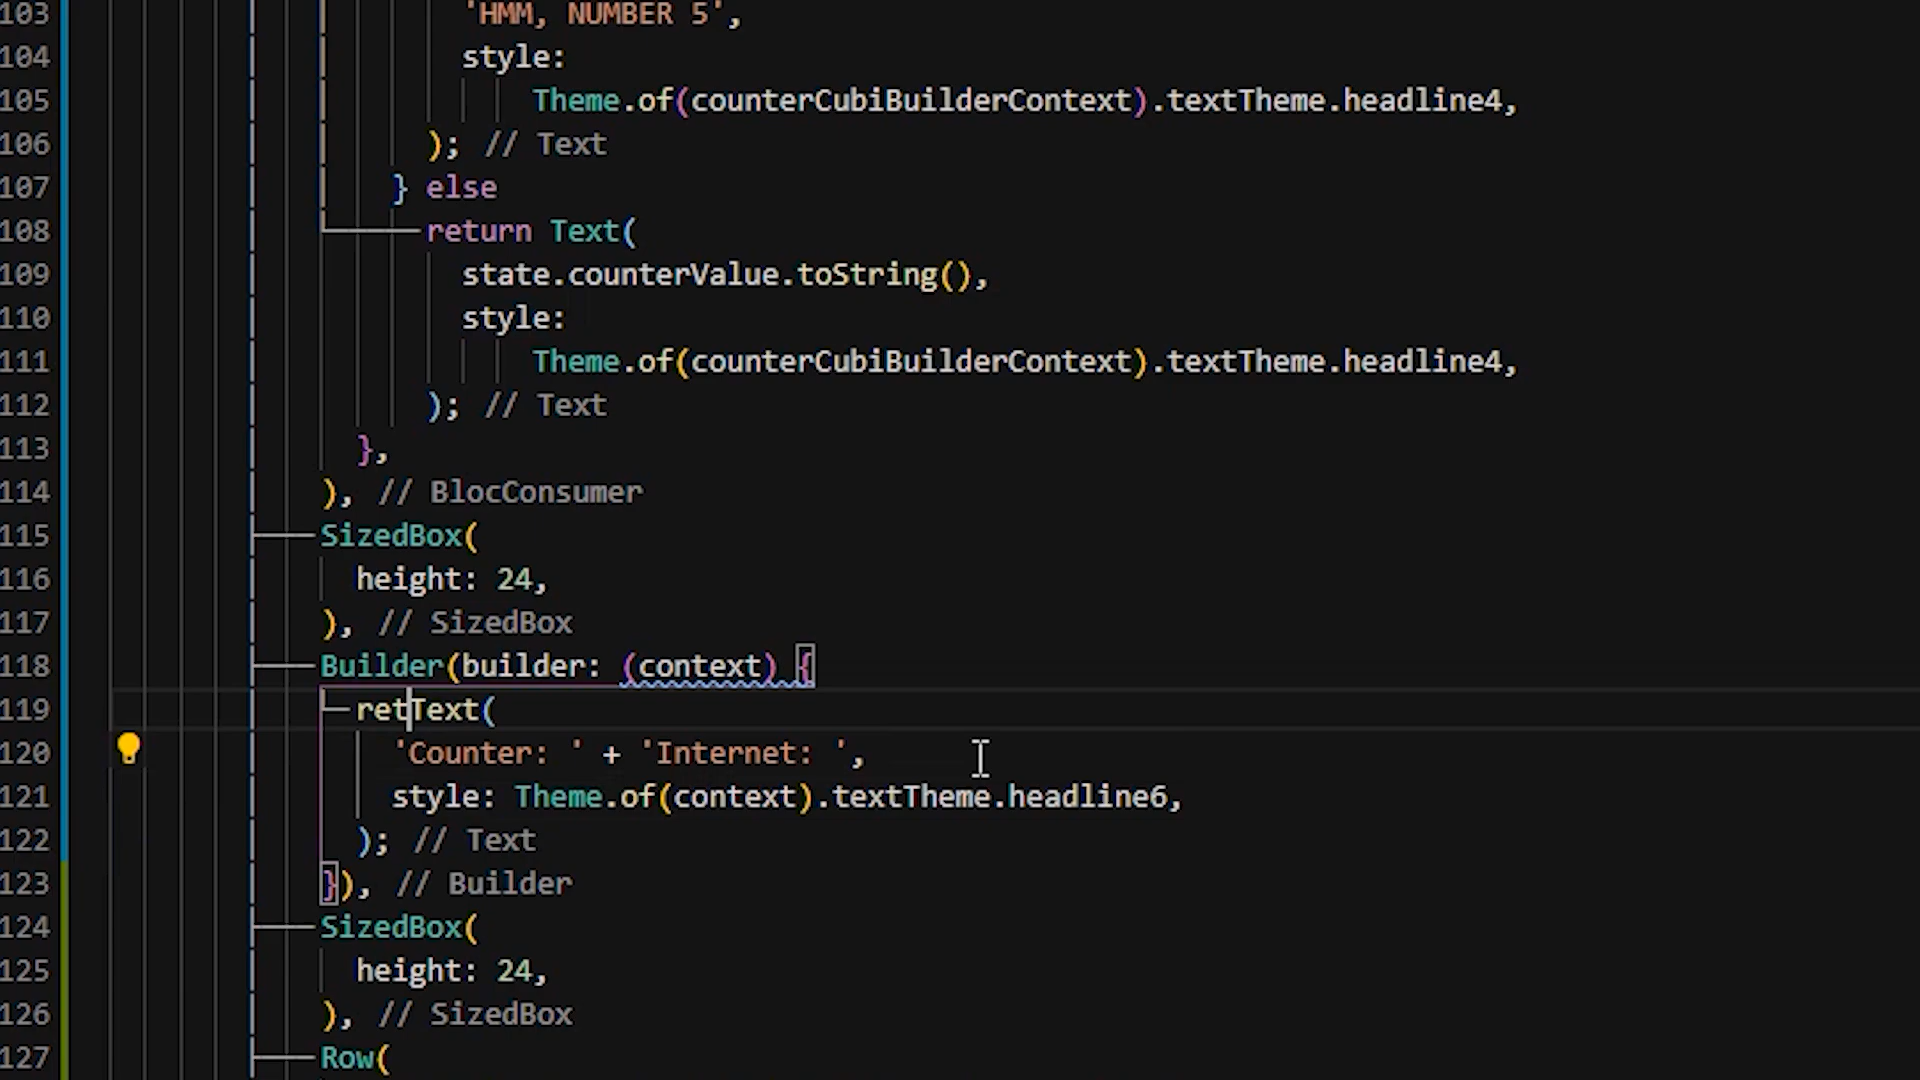 103 'HMM, NUMBER 5',
104 style:
105 Theme.of(counterCubiBuilderContext).textTheme.headline4,
106 ); // Text
107 } else
108 return Text(
109 state.counterValue.toString(),
110 style:
111 Theme.of(counterCubiBuilderContext).textTheme.headline4,
112 ); // Text
113 },
114 ), // BlocConsumer
115 SizedBox(
116 height: 24,
117 ), // SizedBox
118 Builder(builder: (context) {
119 retText(
120 'Counter: ' + 'Internet: ',
121 style: Theme.of(context).textTheme.headline6,
122 ); // Text
123 }), // Builder
124 SizedBox(
125 height: 24,
126 ), // SizedBox
127 Row(